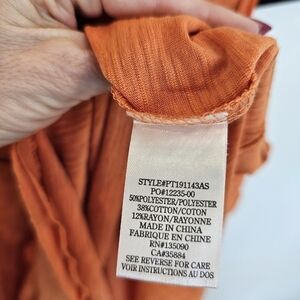 STYLE#PT191143AS
PO#12235-00
50%POLYESTER/POLYESTER
38%COTTON/COTON
12%RAYON/RAYONNE
MADE IN CHINA
FABRIQUE EN CHINE
RN#135090
CA#35884
SEE REVERSE FOR CARE
VOIR INSTRUCTIONS AU DOS